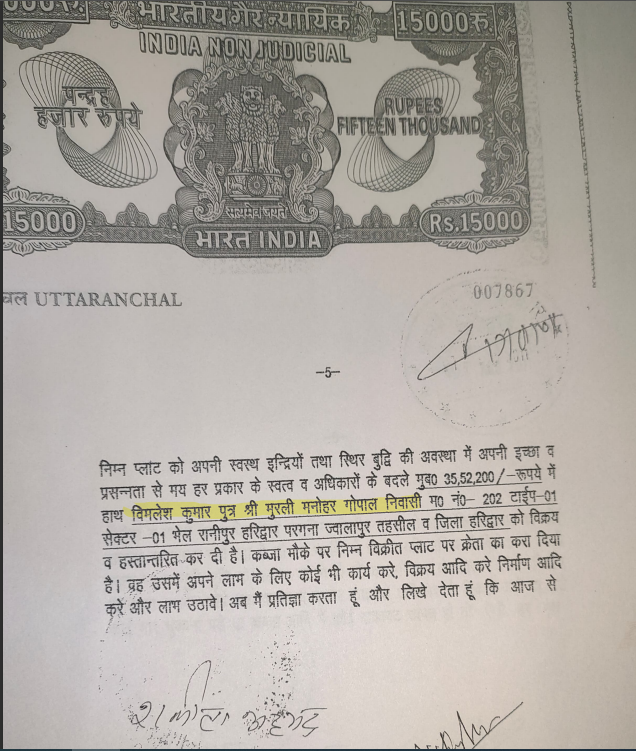 000रु.
भारतीय गैर न्यायिक
15000रु.
INDIA NON JUDICIAL
पन्द्रह
हजार रुपये
RUPEES
FIFTEEN THOUSAND
सत्यमेव जयते
15000
Rs.15000
भारत INDIA
चल UTTARANCHAL
007867
-5-
निम्न प्लाट को अपनी स्वस्थ इन्द्रियों तथा स्थिर बुद्वि की अवस्था में अपनी इच्छा व
प्रसन्नता से मय हर प्रकार के स्वत्व व अधिकारों के बदले मुब0 35,52,200/-रूपये में
हाथ विमलेश कुमार पुत्र श्री मुरली मनोहर गोपाल निवासी म0 नं0- 202 टाईप-01
सेक्टर -01 भेल रानीपुर हरिद्वार परगना ज्वालापुर तहसील व जिला हरिद्वार को विक्रय
व हस्तान्तरित कर दी है। कब्जा मौके पर निम्न विक्रीत प्लाट पर क्रेता का करा दिया
है। वह उसमें अपने लाभ के लिए कोई भी कार्य करे, विक्रय आदि करे निर्माण आदि
करे और लाभ उठावे। अब मैं प्रतिज्ञा करता हूं और लिखे देता हूं कि आज से